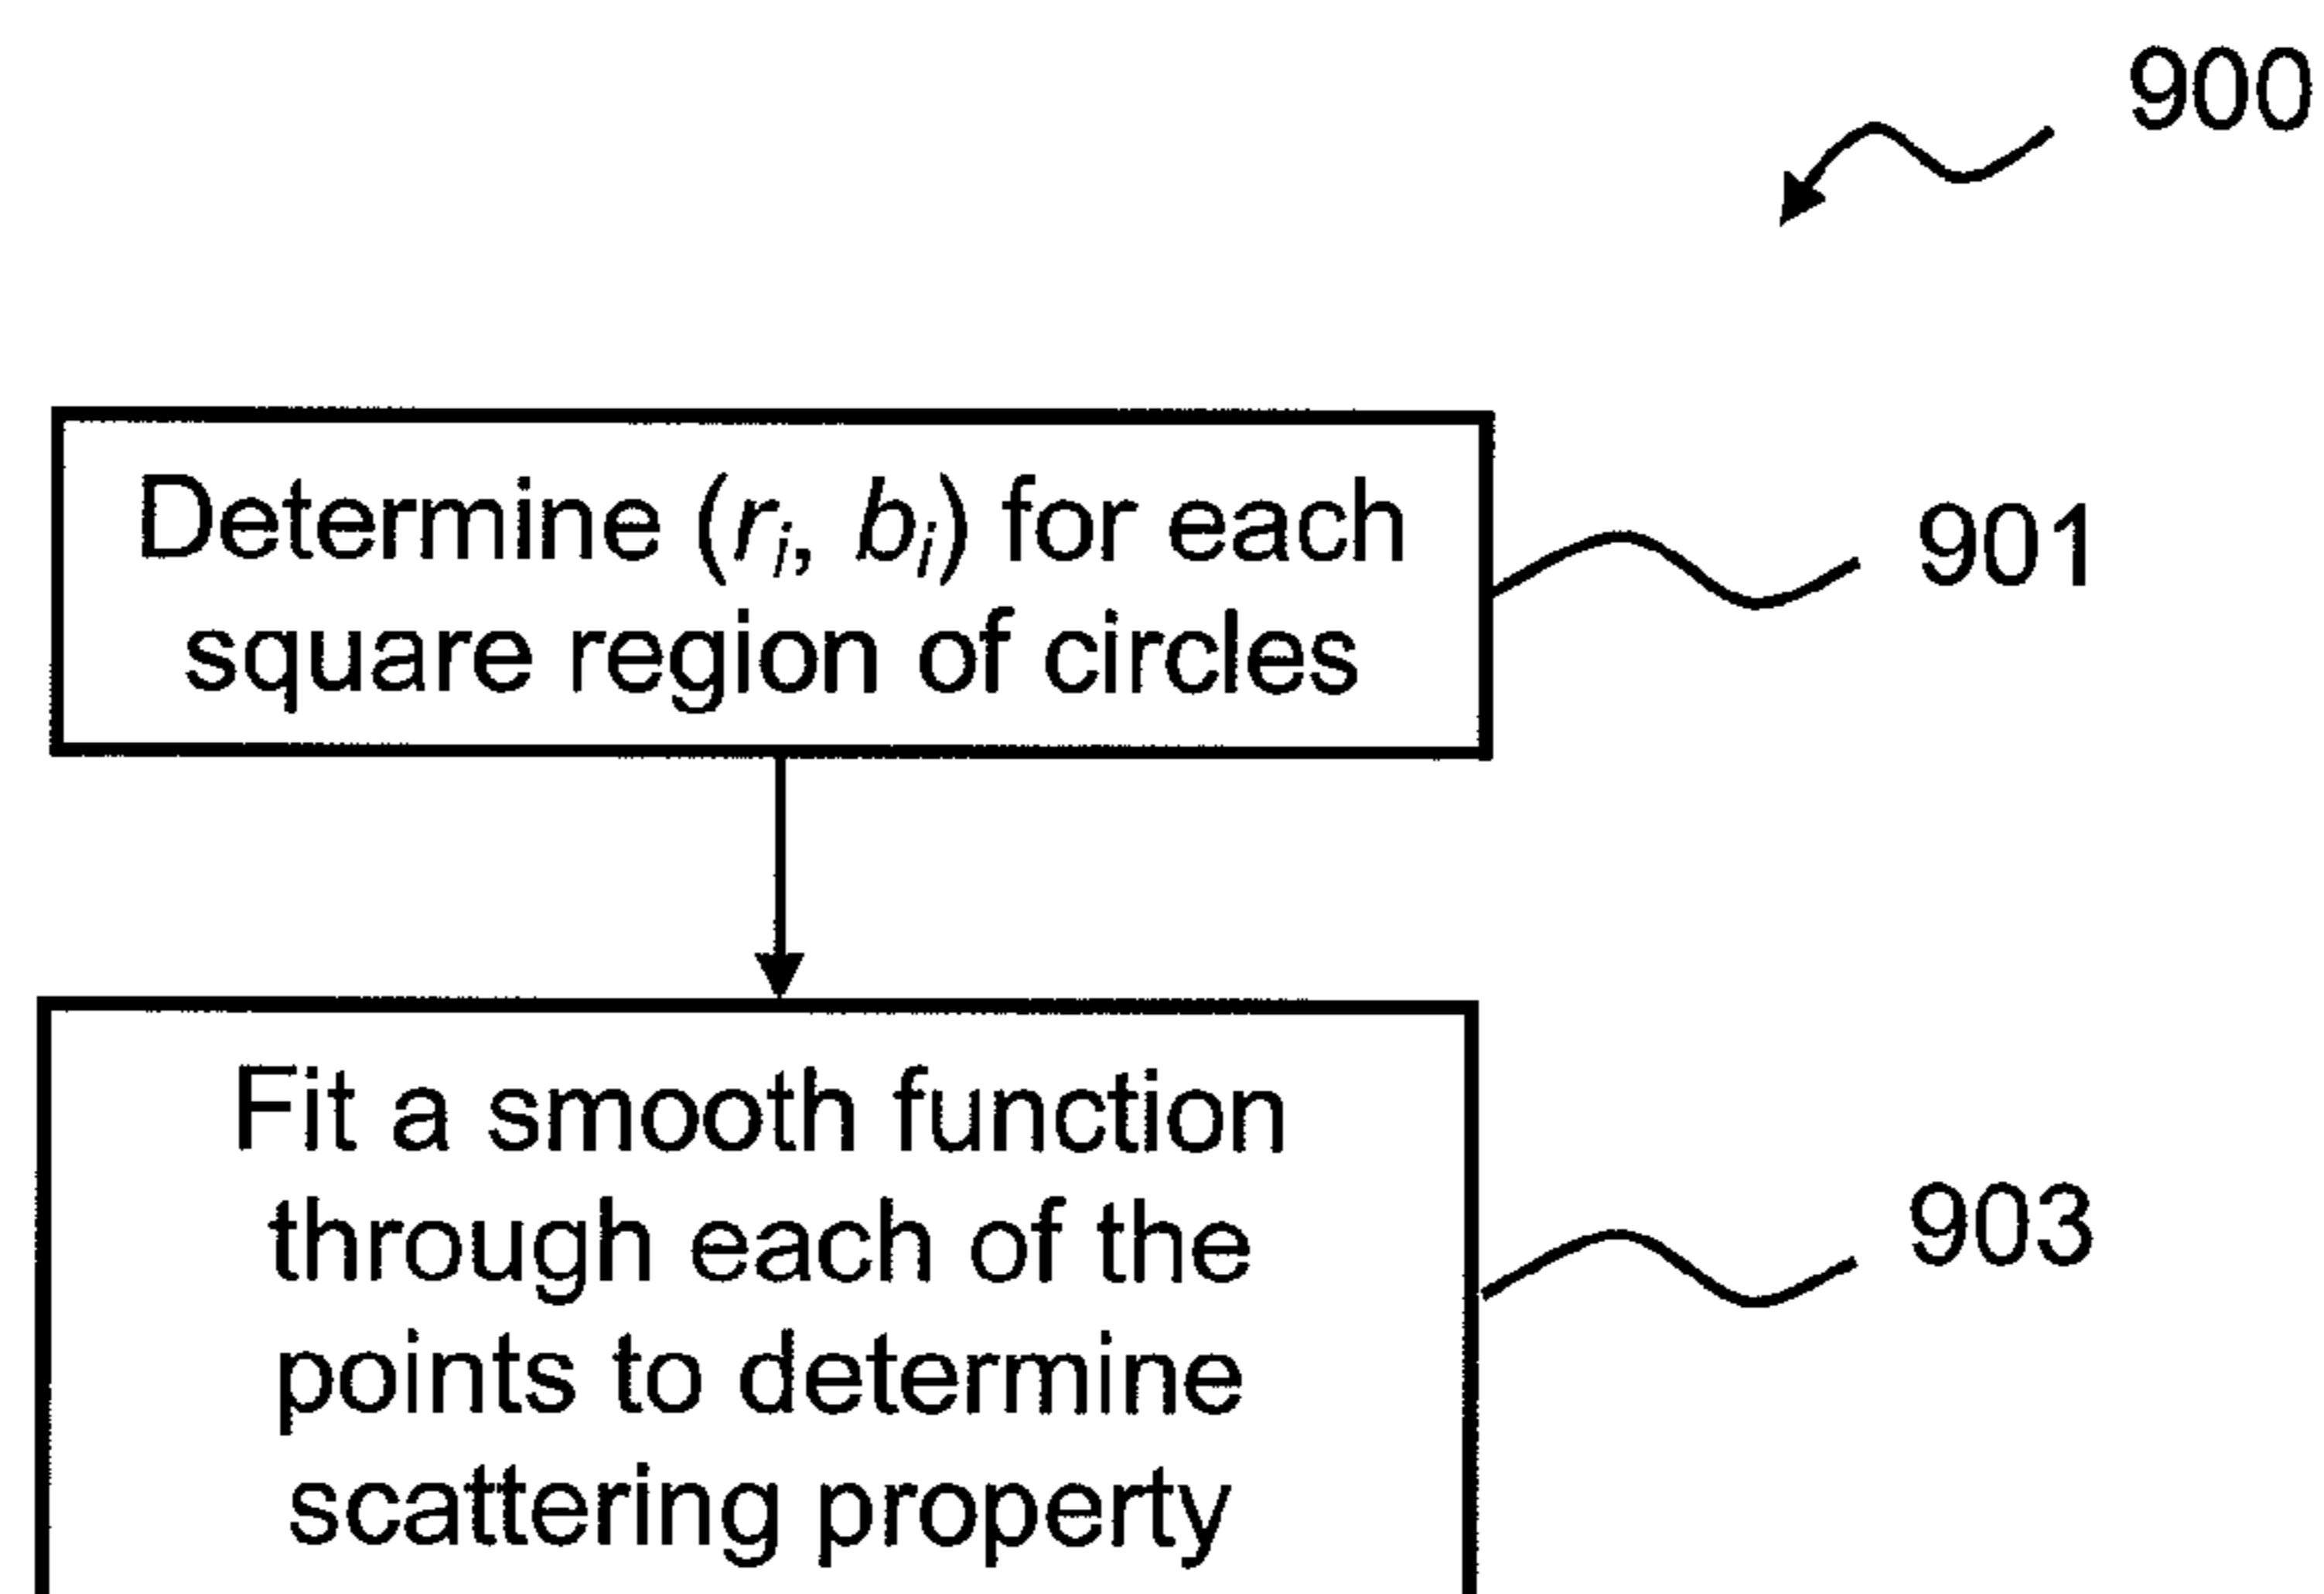 900
Determine (rᵢ, bᵢ) for each
square region of circles
901
Fit a smooth function
through each of the
points to determine
scattering property
903